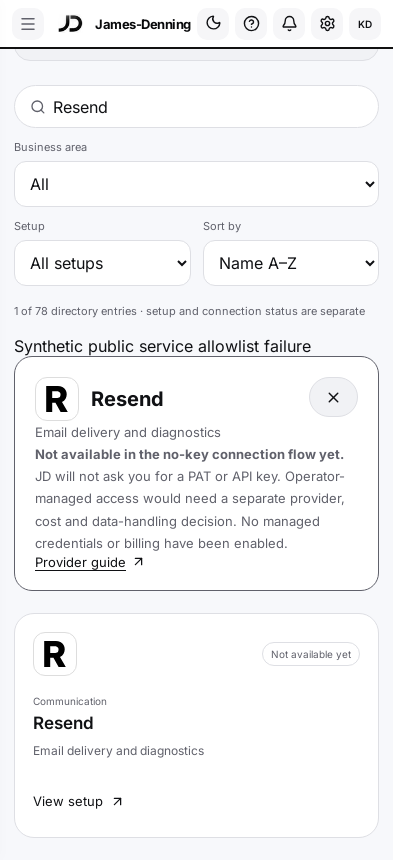 JD James-Denning KD
Resend
Business area
All
Setup Sort by
All setups Name A–Z
1 of 78 directory entries · setup and connection status are separate
Synthetic public service allowlist failure
R Resend
Email delivery and diagnostics
Not available in the no-key connection flow yet.
JD will not ask you for a PAT or API key. Operator-
managed access would need a separate provider,
cost and data-handling decision. No managed
credentials or billing have been enabled.
Provider guide
R Not available yet
Communication
Resend
Email delivery and diagnostics
View setup